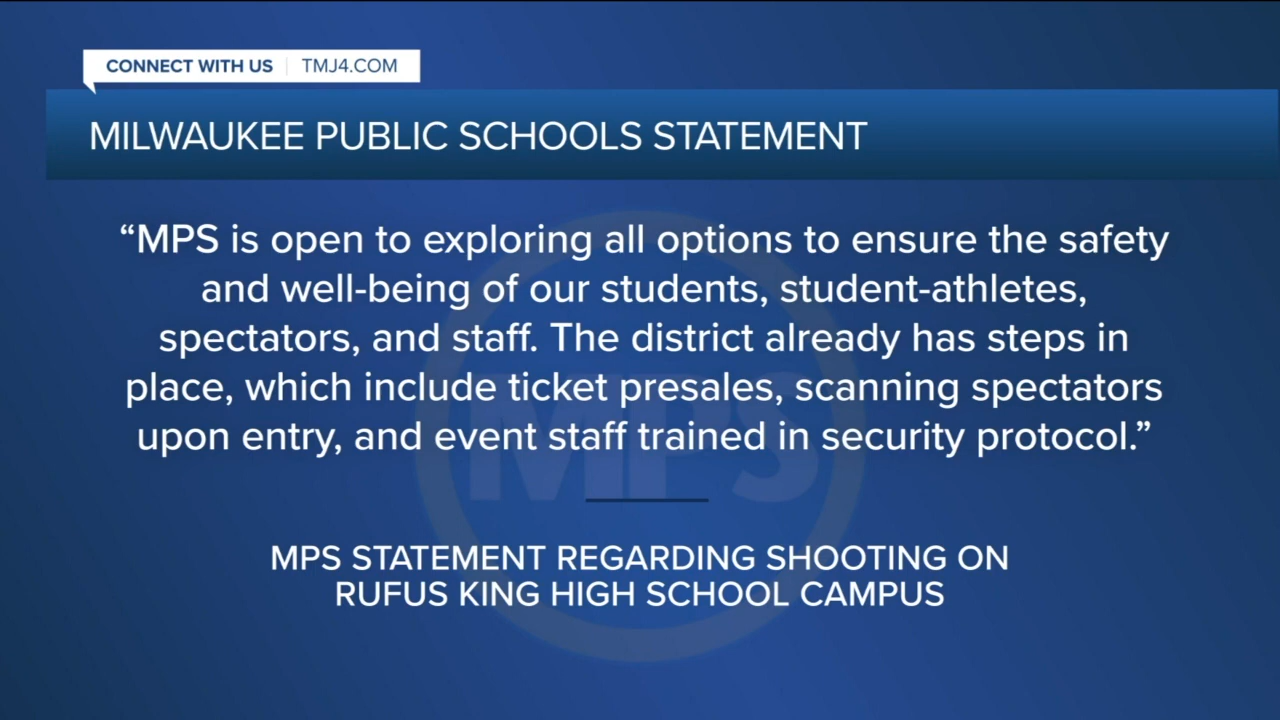 CONNECT WITH US | TMJ4.COM
MILWAUKEE PUBLIC SCHOOLS STATEMENT
“MPS is open to exploring all options to ensure the safety
and well-being of our students, student-athletes,
spectators, and staff. The district already has steps in
place, which include ticket presales, scanning spectators
upon entry, and event staff trained in security protocol.”
MPS
MPS STATEMENT REGARDING SHOOTING ON
RUFUS KING HIGH SCHOOL CAMPUS